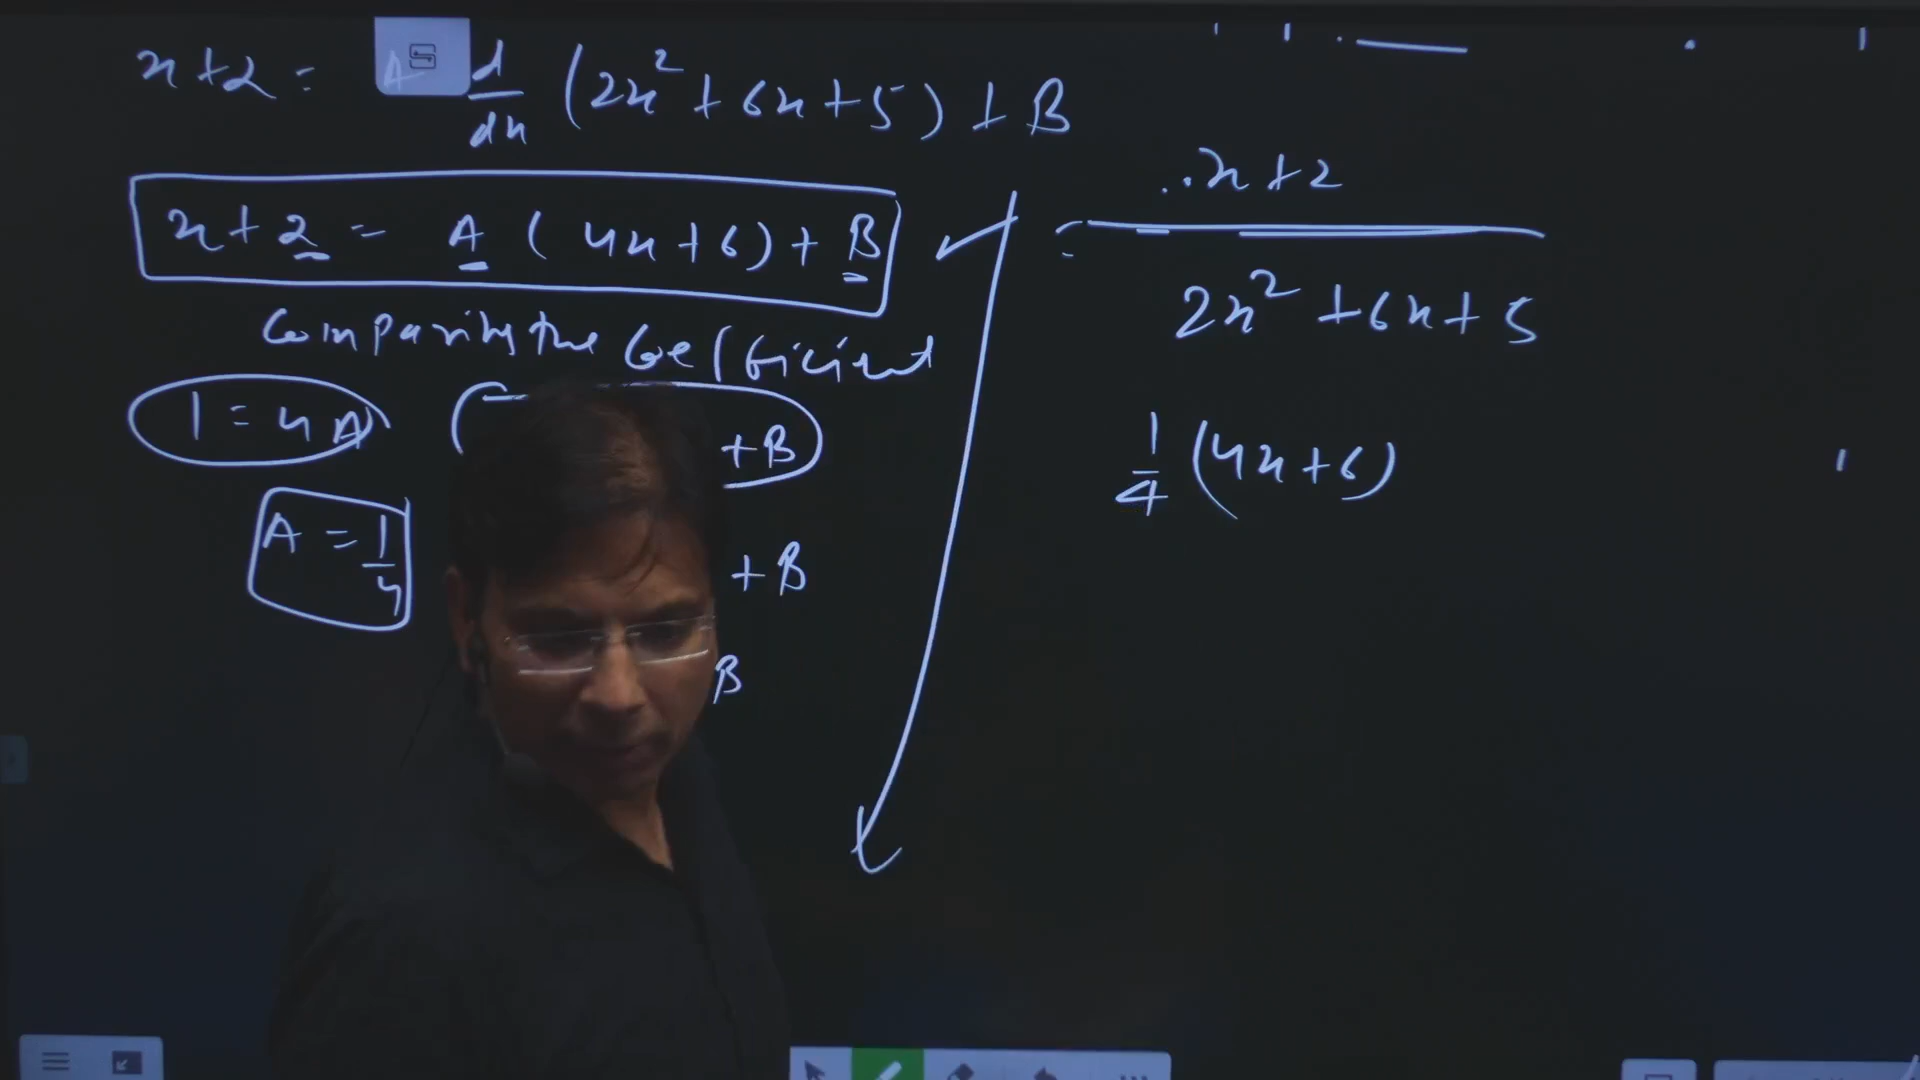 x+2 = A d/dx (2x²+6x+5) + B
x+2 = A (4x+6) + B
Comparing the Coefficient
1 = 4A
+B
A = 1/4
+B
B
x+2
=
2x²+6x+5
1/4 (4x+6)